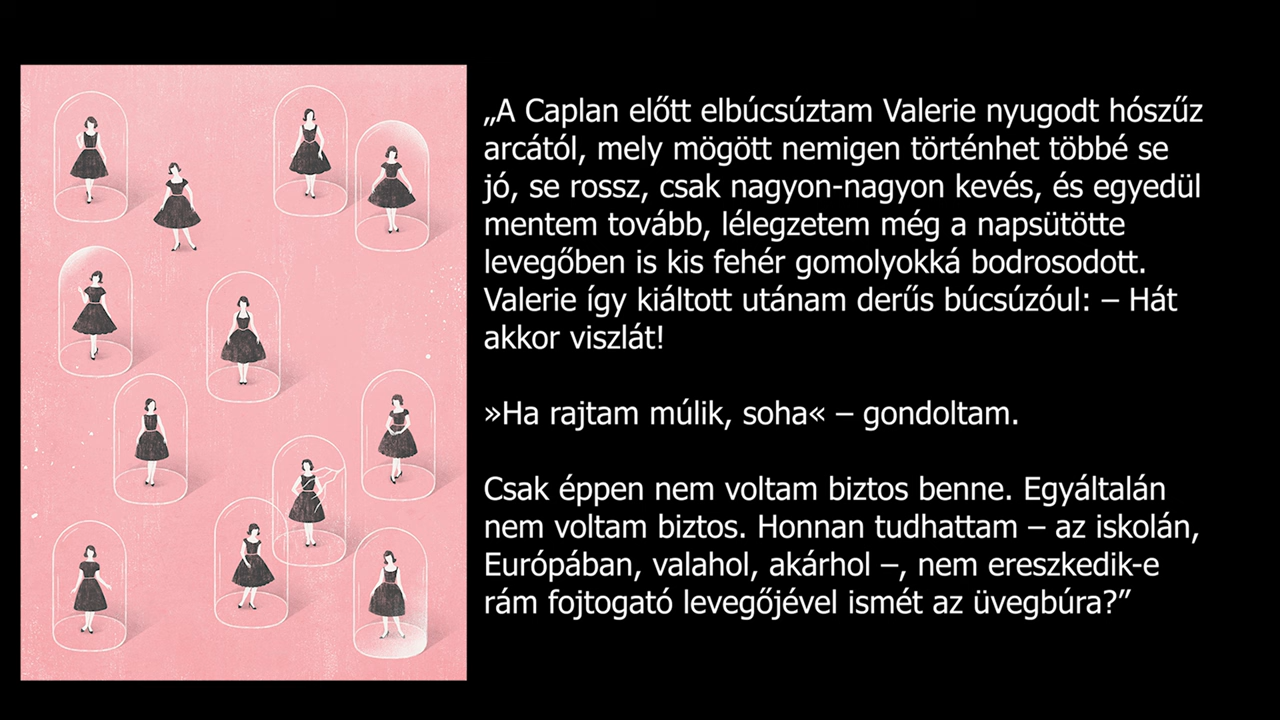 „A Caplan előtt elbúcsúztam Valerie nyugodt hószűz
arcától, mely mögött nemigen történhet többé se
jó, se rossz, csak nagyon-nagyon kevés, és egyedül
mentem tovább, lélegzetem még a napsütötte
levegőben is kis fehér gomolyokká bodrosodott.
Valerie így kiáltott utánam derűs búcsúzóul: – Hát
akkor viszlát!
»Ha rajtam múlik, soha« – gondoltam.
Csak éppen nem voltam biztos benne. Egyáltalán
nem voltam biztos. Honnan tudhattam – az iskolán,
Európában, valahol, akárhol –, nem ereszkedik-e
rám fojtogató levegőjével ismét az üvegbúra?”